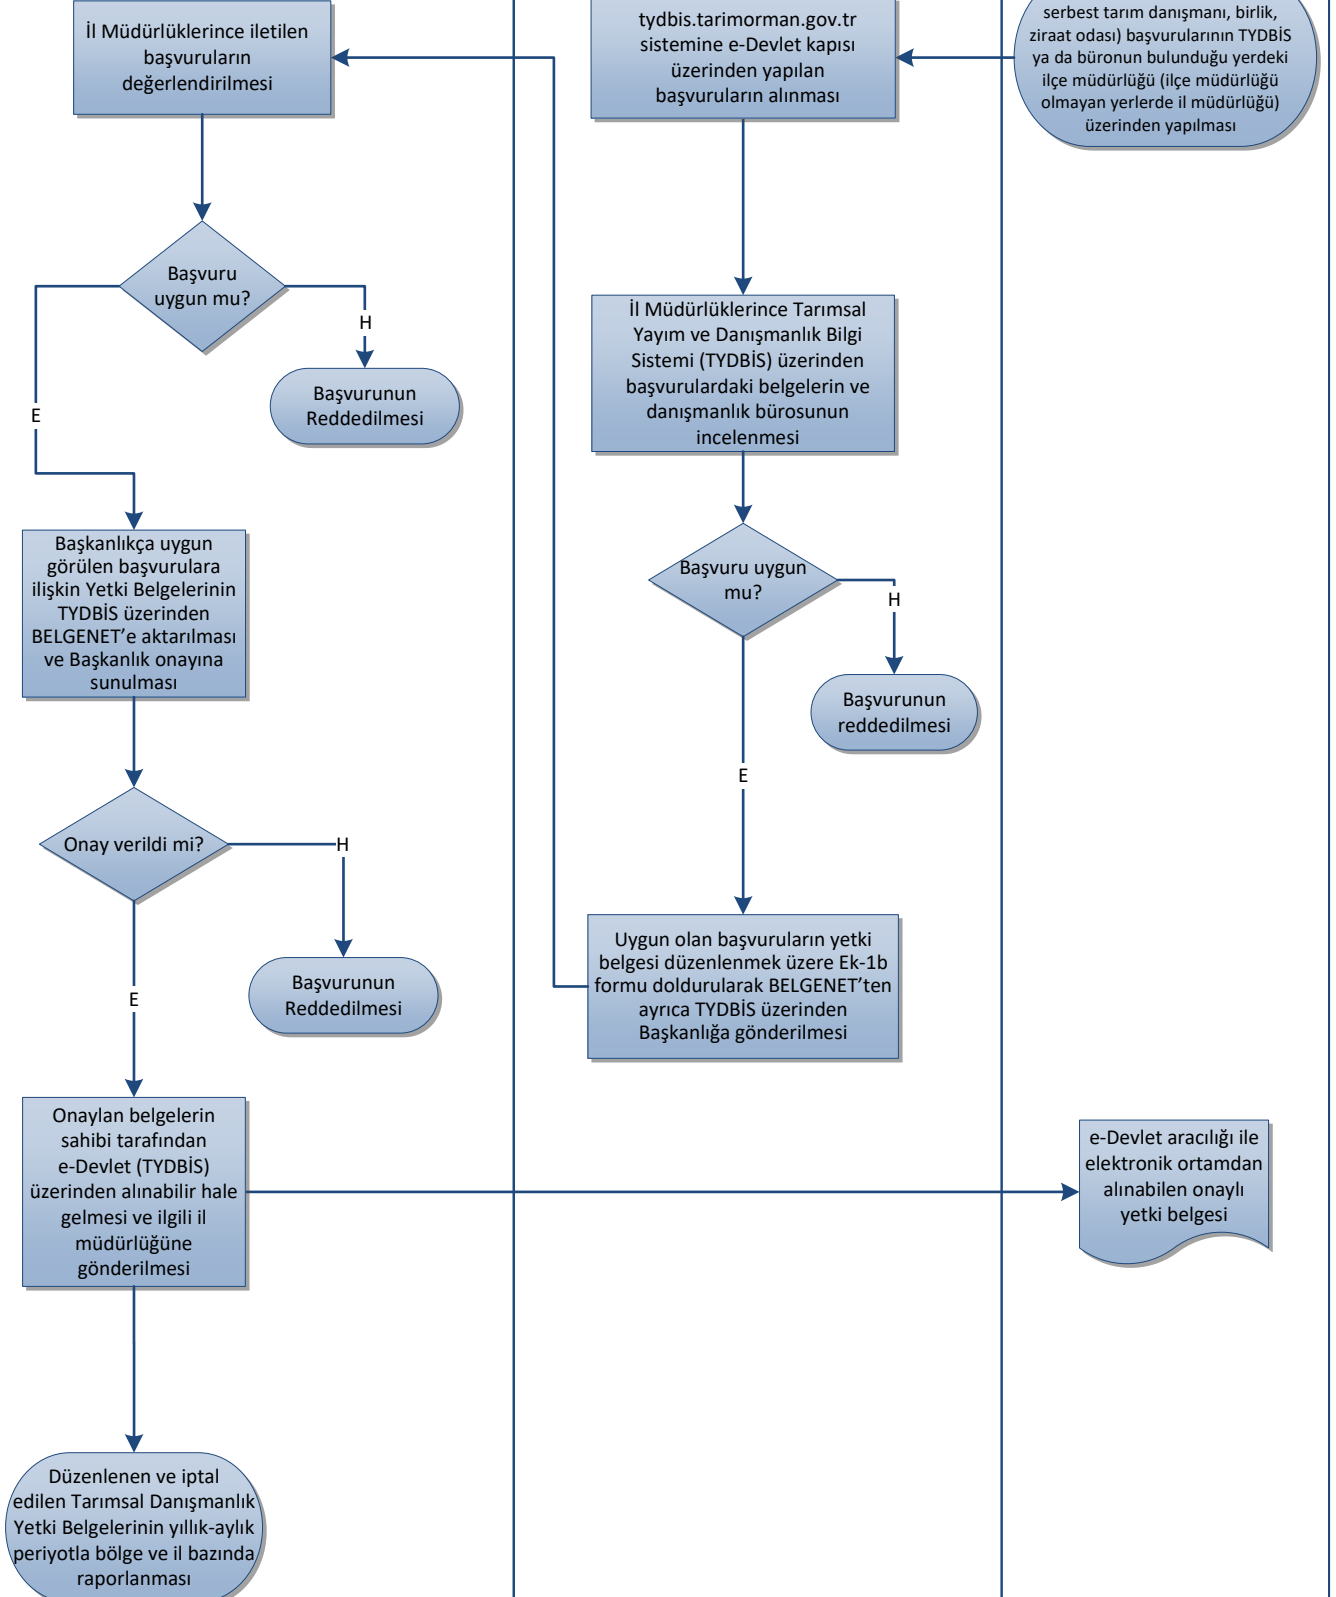 İl Müdürlüklerince iletilen
başvuruların
değerlendirilmesi
tydbis.tarimorman.gov.tr
sistemine e-Devlet kapısı
üzerinden yapılan
başvuruların alınması
serbest tarım danışmanı, birlik,
ziraat odası) başvurularının TYDBİS
ya da büronun bulunduğu yerdeki
ilçe müdürlüğü (ilçe müdürlüğü
olmayan yerlerde il müdürlüğü)
üzerinden yapılması
Başvuru
uygun mu?
H
Başvurunun
Reddedilmesi
E
İl Müdürlüklerince Tarımsal
Yayım ve Danışmanlık Bilgi
Sistemi (TYDBİS) üzerinden
başvurulardaki belgelerin ve
danışmanlık bürosunun
incelenmesi
Başkanlıkça uygun
görülen başvurulara
ilişkin Yetki Belgelerinin
TYDBİS üzerinden
BELGENET’e aktarılması
ve Başkanlık onayına
sunulması
Başvuru uygun
mu?
H
Başvurunun
reddedilmesi
E
Onay verildi mi?
H
Başvurunun
Reddedilmesi
E
Uygun olan başvuruların yetki
belgesi düzenlenmek üzere Ek-1b
formu doldurularak BELGENET’ten
ayrıca TYDBİS üzerinden
Başkanlığa gönderilmesi
Onaylan belgelerin
sahibi tarafından
e-Devlet (TYDBİS)
üzerinden alınabilir hale
gelmesi ve ilgili il
müdürlüğüne
gönderilmesi
e-Devlet aracılığı ile
elektronik ortamdan
alınabilen onaylı
yetki belgesi
Düzenlenen ve iptal
edilen Tarımsal Danışmanlık
Yetki Belgelerinin yıllık-aylık
periyotla bölge ve il bazında
raporlanması